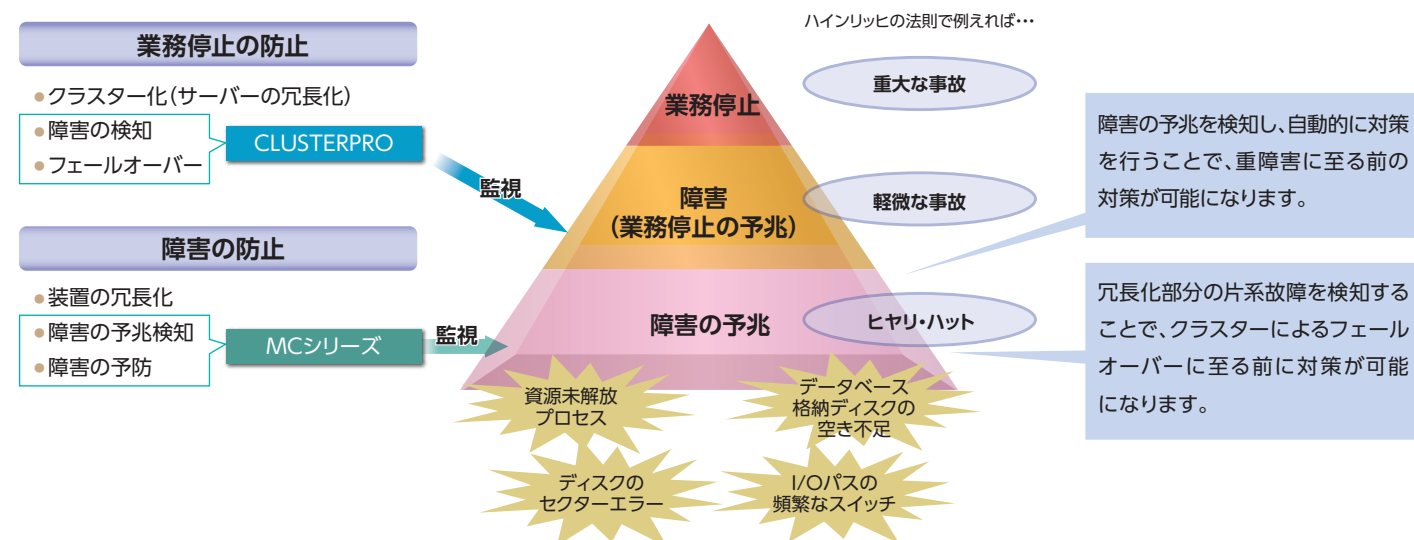 業務停止の防止
●クラスター化(サーバーの冗長化)
●障害の検知
●フェールオーバー
CLUSTERPRO
監視
障害の防止
●装置の冗長化
●障害の予兆検知
●障害の予防
MCシリーズ
監視
ハインリッヒの法則で例えれば・・・
業務停止
重大な事故
障害
(業務停止の予兆)
軽微な事故
障害の予兆
ヒヤリ・ハット
資源未解放
プロセス
データベース
格納ディスクの
空き不足
ディスクの
セクターエラー
I/Oパスの
頻繁なスイッチ
障害の予兆を検知し、自動的に対策
を行うことで、重障害に至る前の
対策が可能になります。
冗長化部分の片系故障を検知する
ことで、クラスターによるフェール
オーバーに至る前に対策が可能
になります。